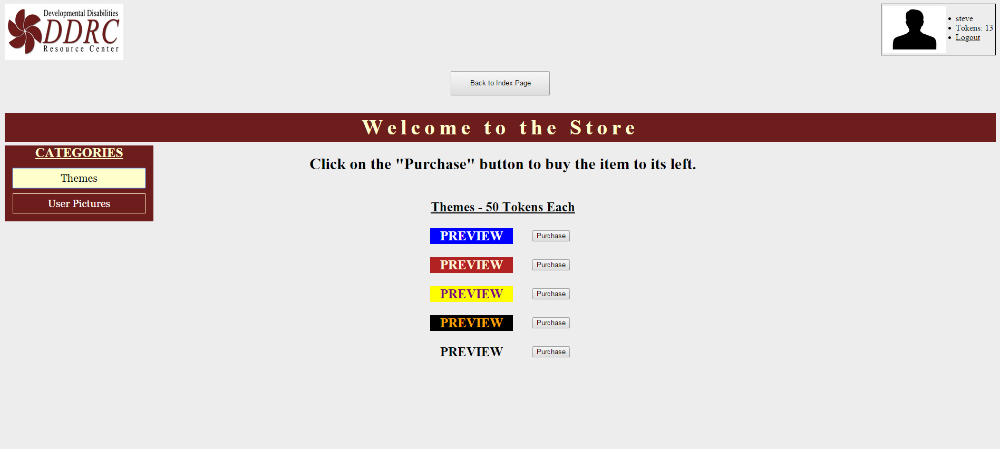 Developmental Disabilities
DDRC
Resource Center
steve
Tokens: 13
Logout
Back to Index Page
Welcome to the Store
CATEGORIES
Themes
User Pictures
Click on the "Purchase" button to buy the item to its left.
Themes - 50 Tokens Each
PREVIEW Purchase
PREVIEW Purchase
PREVIEW Purchase
PREVIEW Purchase
PREVIEW Purchase